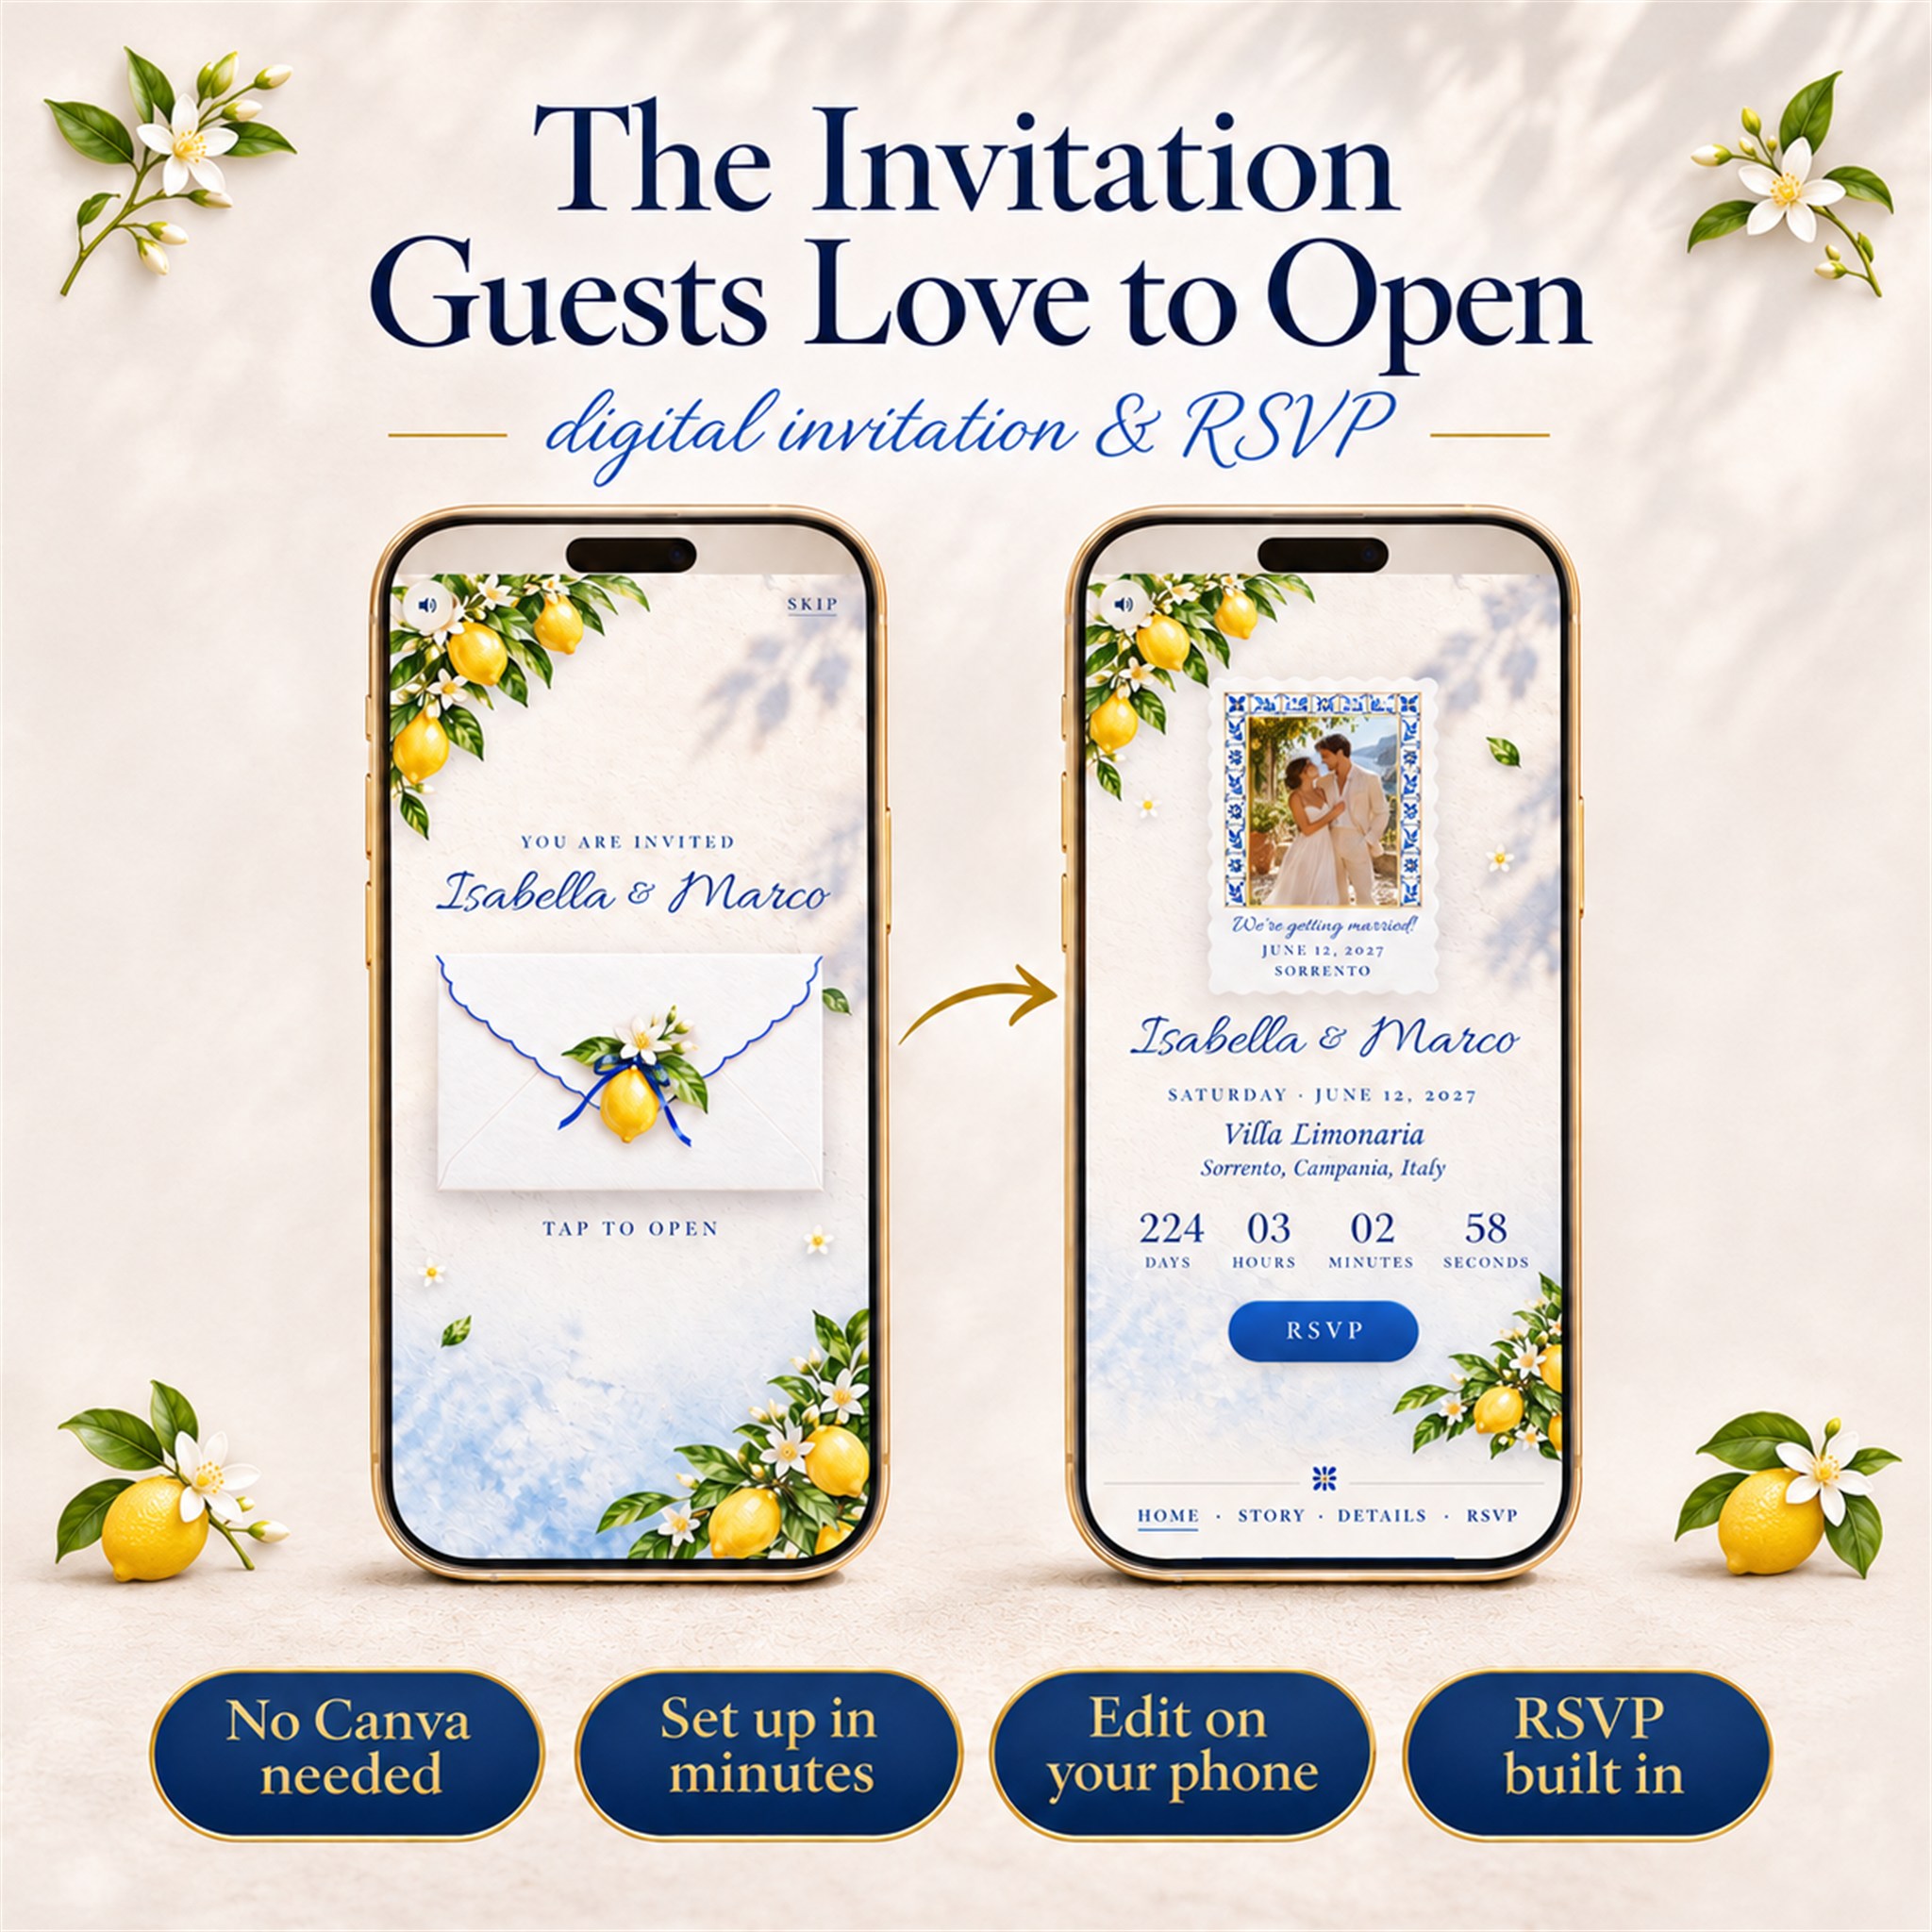 The Invitation
Guests Love to Open
digital invitation & RSVP
SKIP
YOU ARE INVITED
Isabella & Marco
TAP TO OPEN
We're getting married!
JUNE 12, 2027
SORRENTO
Isabella & Marco
SATURDAY · JUNE 12, 2027
Villa Limonaria
Sorrento, Campania, Italy
224 03 02 58
DAYS HOURS MINUTES SECONDS
RSVP
HOME · STORY · DETAILS · RSVP
No Canva
needed
Set up in
minutes
Edit on
your phone
RSVP
built in